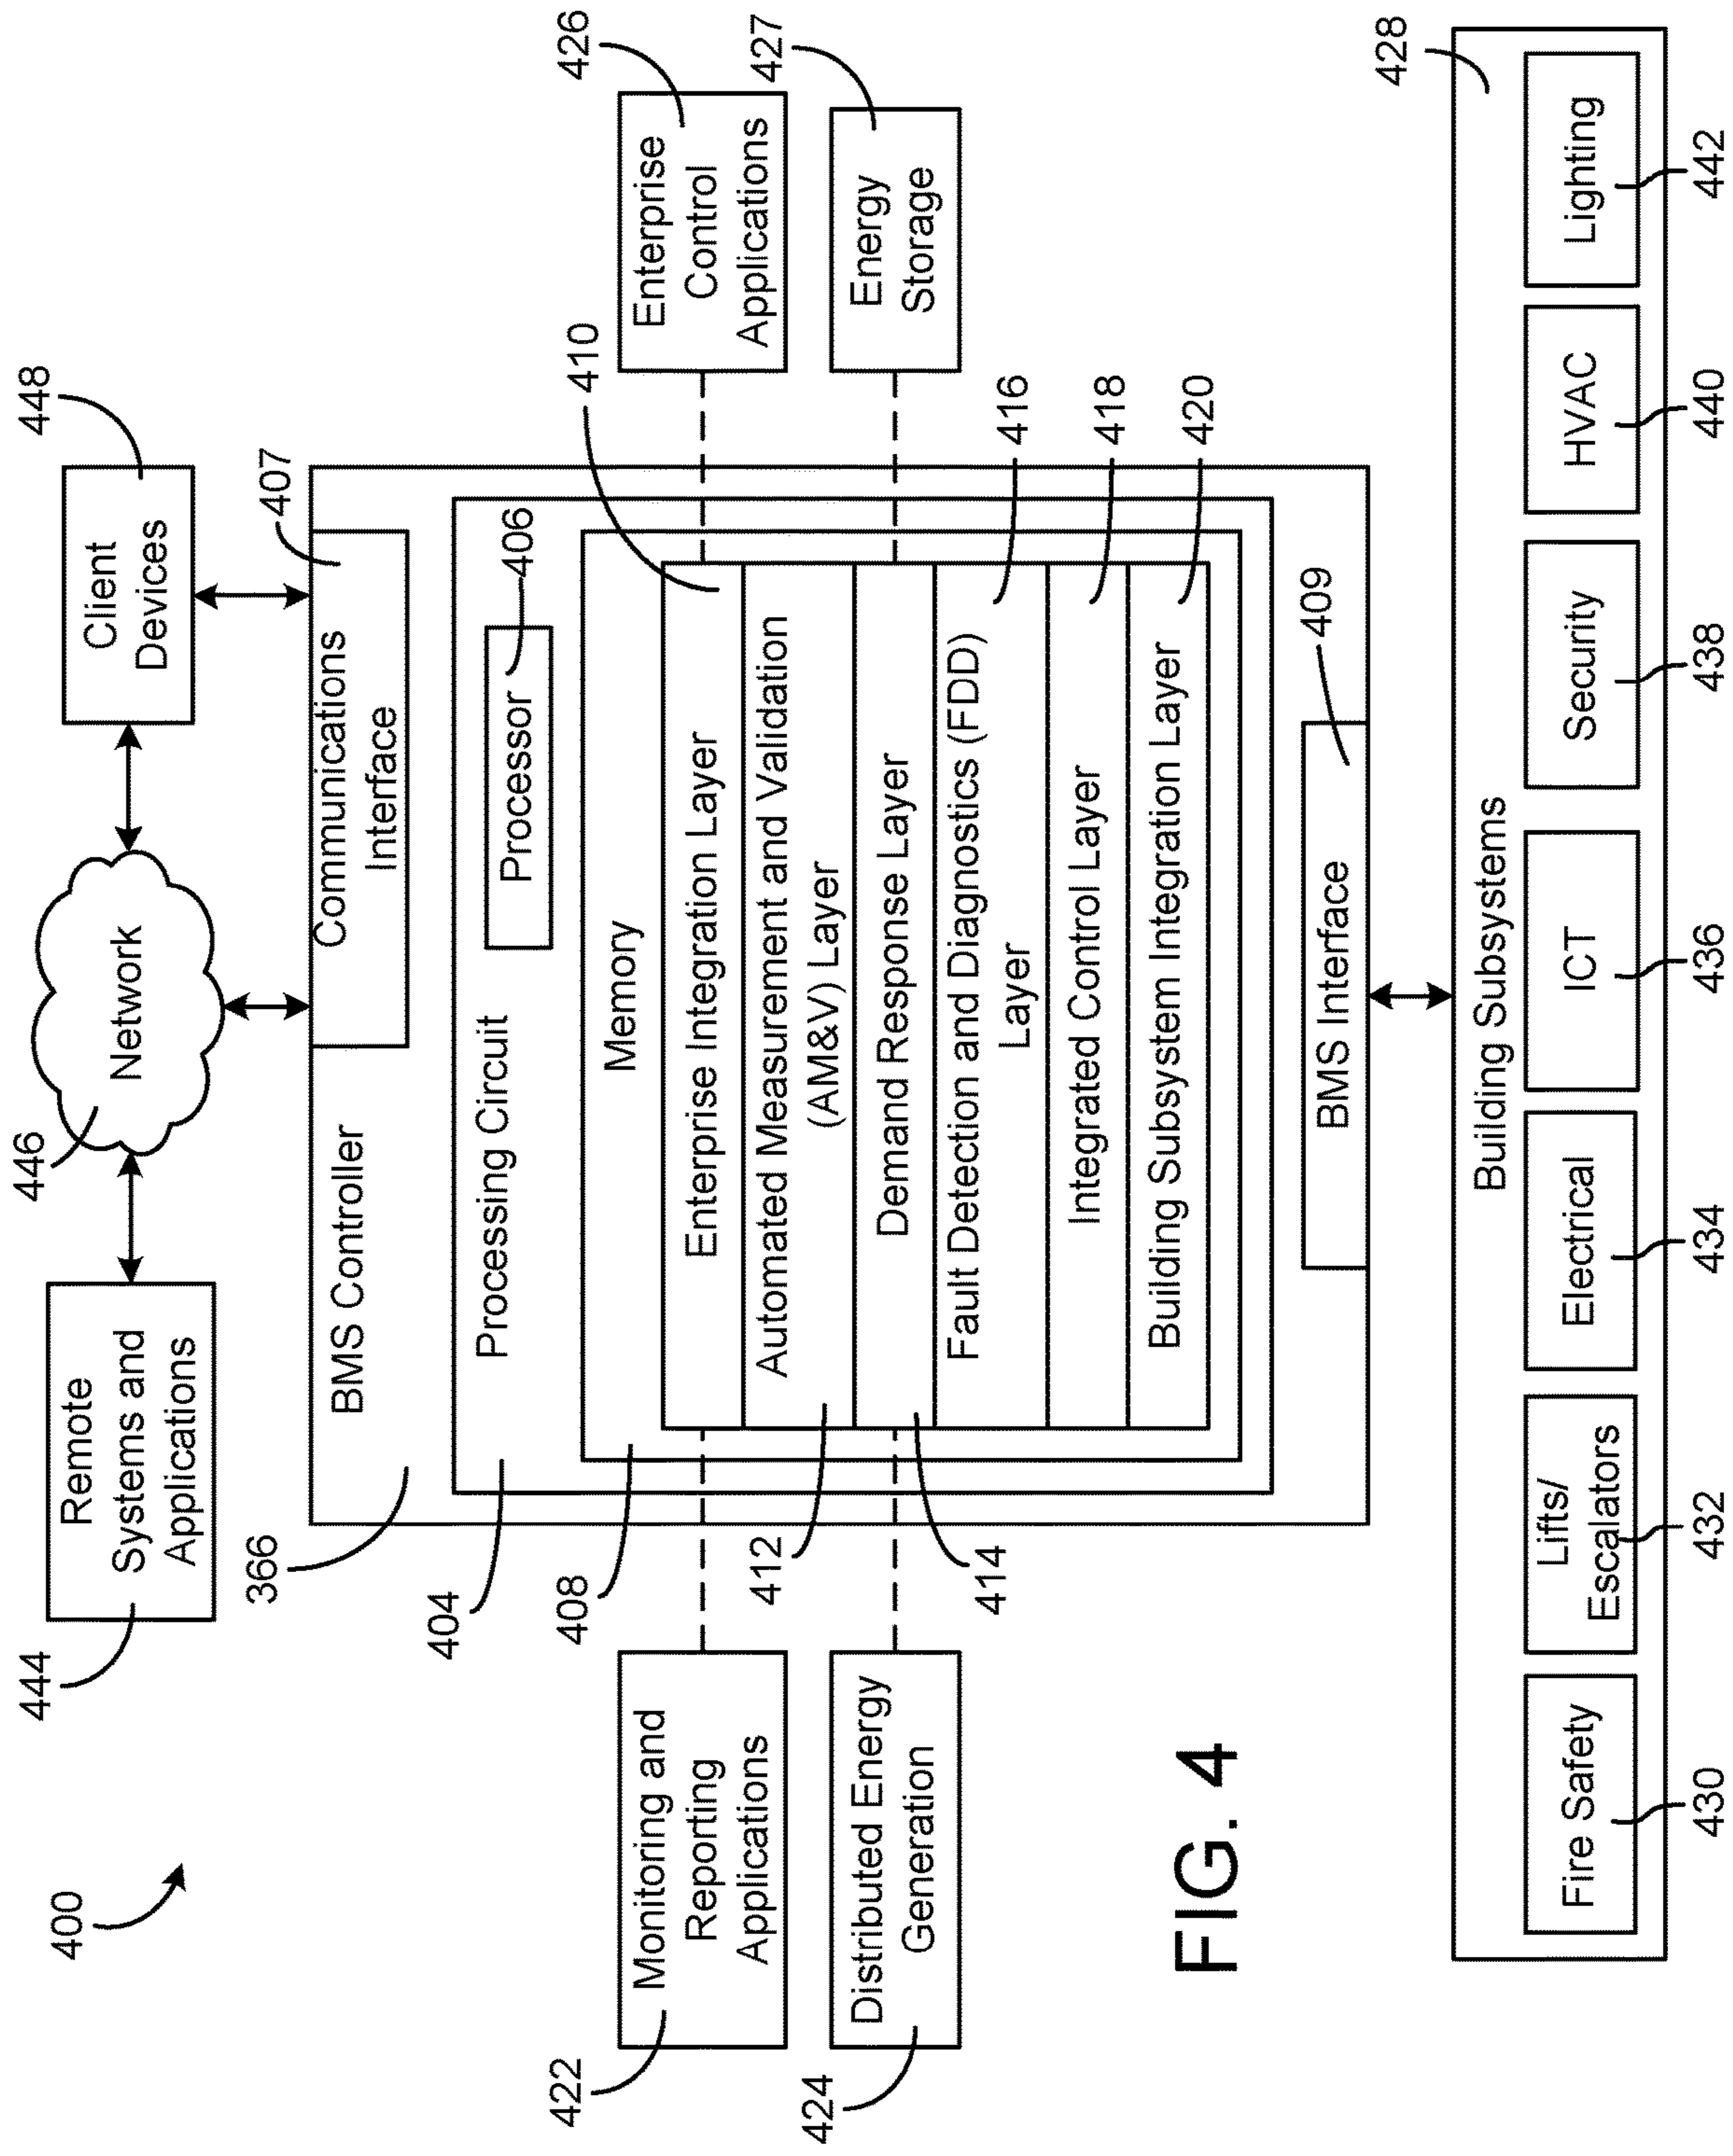 400
444
Remote
Systems and
Applications
446
Network
448
Client
Devices
366
BMS Controller
407
Communications
Interface
404
Processing Circuit
Processor
406
408
Memory
410
Enterprise Integration Layer
412
Automated Measurement and Validation
(AM&V) Layer
414
Demand Response Layer
Fault Detection and Diagnostics (FDD)
Layer
416
Integrated Control Layer
418
Building Subsystem Integration Layer
420
BMS Interface
409
422
Monitoring and
Reporting
Applications
424
Distributed Energy
Generation
426
Enterprise
Control
Applications
427
Energy
Storage
FIG. 4
428
Building Subsystems
Fire Safety
Lifts/
Escalators
Electrical
ICT
Security
HVAC
Lighting
430
432
434
436
438
440
442